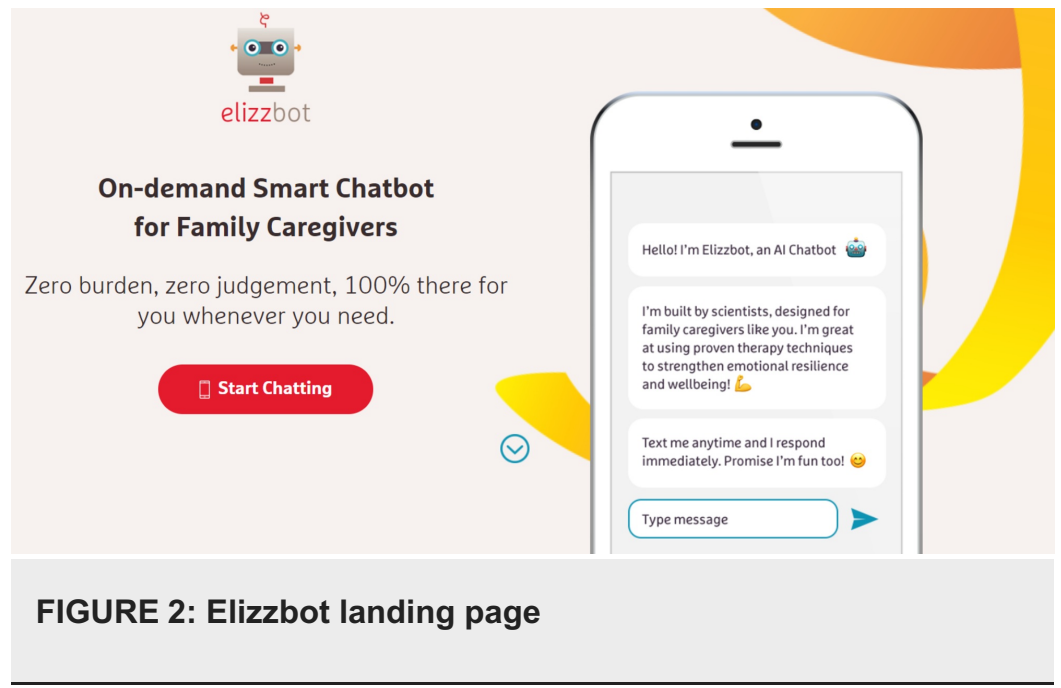 elizzbot
On-demand Smart Chatbot
for Family Caregivers
Zero burden, zero judgement, 100% there for
you whenever you need.
Start Chatting
Hello! I'm Elizzbot, an AI Chatbot 🤖
I'm built by scientists, designed for
family caregivers like you. I'm great
at using proven therapy techniques
to strengthen emotional resilience
and wellbeing! 💪
Text me anytime and I respond
immediately. Promise I'm fun too! 😊
Type message
FIGURE 2: Elizzbot landing page